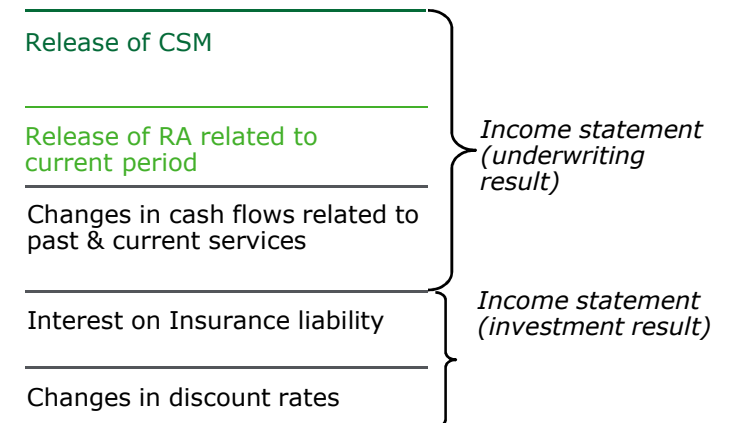 Release of CSM
Release of RA related to
current period
Income statement
(underwriting
result)
Changes in cash flows related to
past & current services
Income statement
(investment result)
Interest on Insurance liability
Changes in discount rates